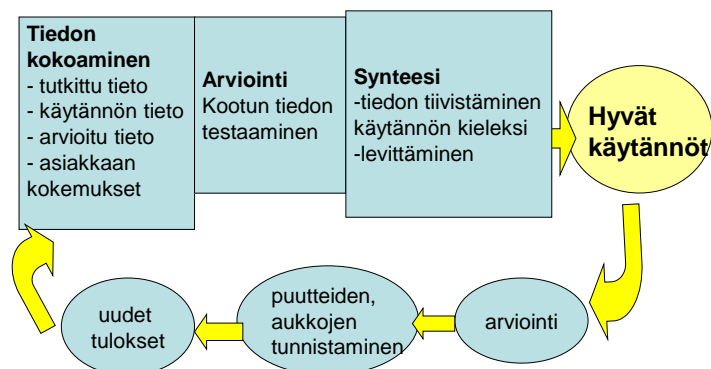 Tiedon
kokoaminen
- tutkittu tieto
- käytännön tieto
- arvioitu tieto
- asiakkaan
kokemukset
Arviointi
Kootun tiedon
testaaminen
Synteesi
-tiedon tiivistäminen
käytännön kieleksi
-levittäminen
Hyvät
käytännöt
arviointi
puutteiden,
aukkojen
tunnistaminen
uudet
tulokset